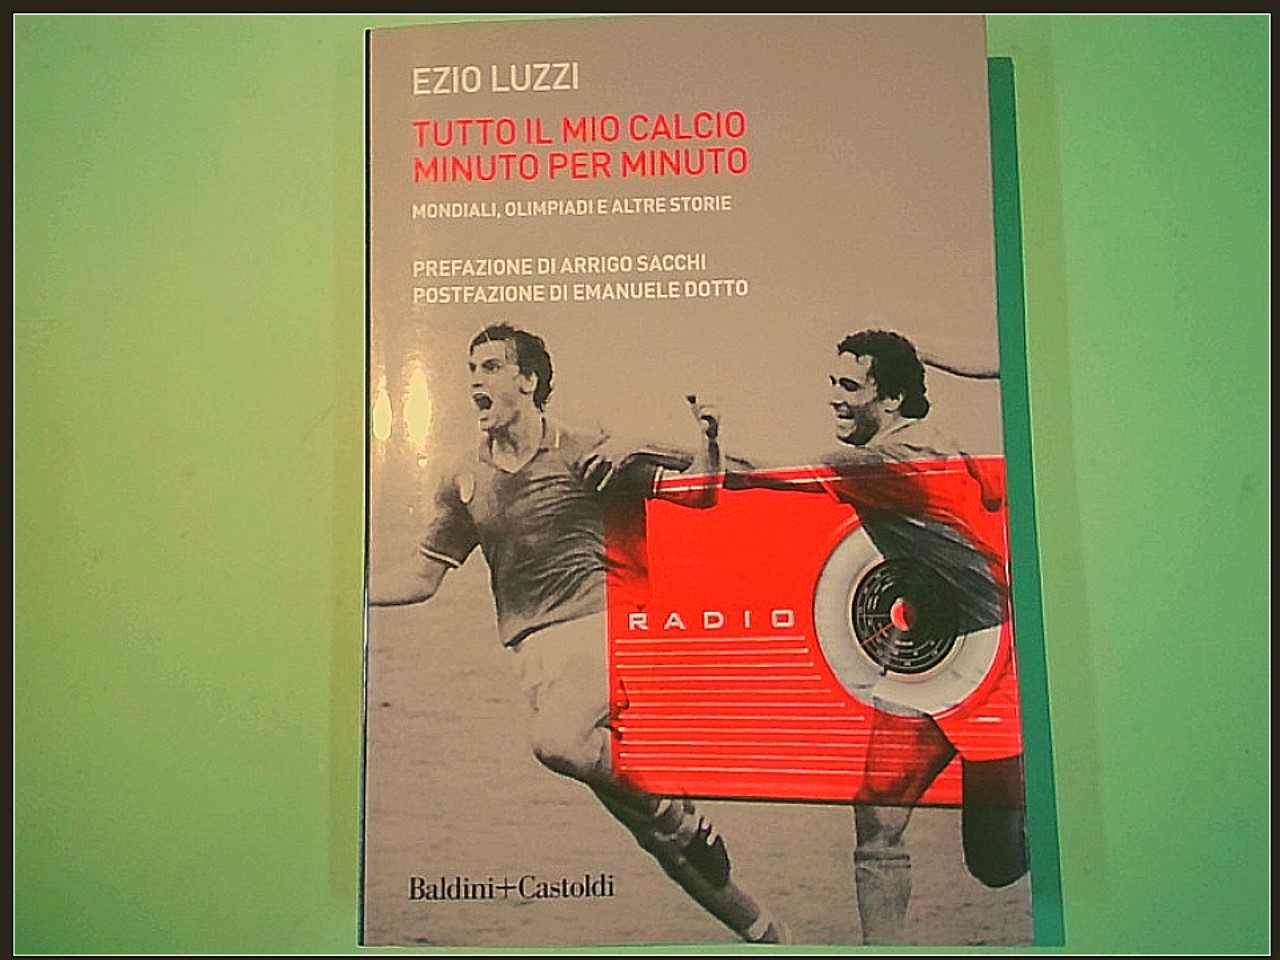 EZIO LUZZI
TUTTO IL MIO CALCIO
MINUTO PER MINUTO
MONDIALI, OLIMPIADI E ALTRE STORIE
PREFAZIONE DI ARRIGO SACCHI
POSTFAZIONE DI EMANUELE DOTTO
RADIO
Baldini+Castoldi